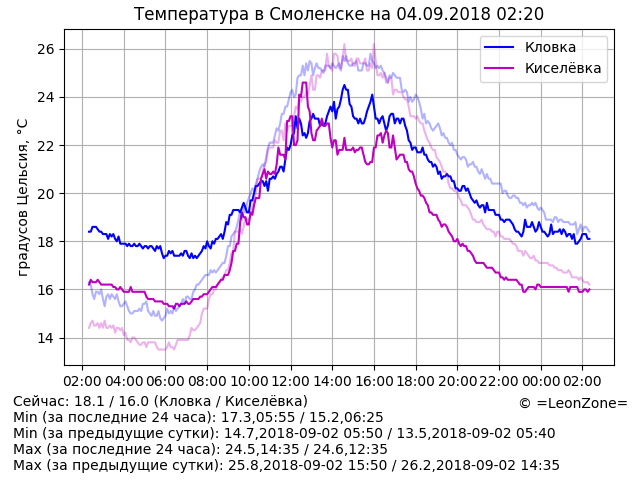 Температура в Смоленске на 04.09.2018 02:20
Кловка
Киселёвка
градусов Цельсия, °C
26
24
22
20
18
16
14
02:00 04:00 06:00 08:00 10:00 12:00 14:00 16:00 18:00 20:00 22:00 00:00 02:00
Сейчас: 18.1 / 16.0 (Кловка / Киселёвка)
© =LeonZone=
Min (за последние 24 часа): 17.3,05:55 / 15.2,06:25
Min (за предыдущие сутки): 14.7,2018-09-02 05:50 / 13.5,2018-09-02 05:40
Max (за последние 24 часа): 24.5,14:35 / 24.6,12:35
Max (за предыдущие сутки): 25.8,2018-09-02 15:50 / 26.2,2018-09-02 14:35